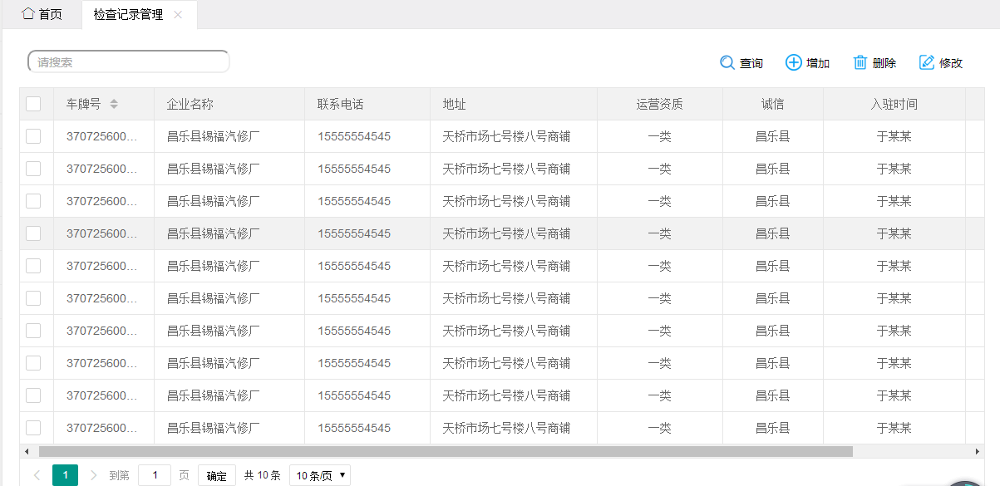 首页 检查记录管理
请搜索 查询 增加 删除 修改
车牌号 企业名称 联系电话 地址 运营资质 诚信 入驻时间
370725600... 昌乐县锡福汽修厂 15555554545 天桥市场七号楼八号商铺 一类 昌乐县 于某某
370725600... 昌乐县锡福汽修厂 15555554545 天桥市场七号楼八号商铺 一类 昌乐县 于某某
370725600... 昌乐县锡福汽修厂 15555554545 天桥市场七号楼八号商铺 一类 昌乐县 于某某
370725600... 昌乐县锡福汽修厂 15555554545 天桥市场七号楼八号商铺 一类 昌乐县 于某某
370725600... 昌乐县锡福汽修厂 15555554545 天桥市场七号楼八号商铺 一类 昌乐县 于某某
370725600... 昌乐县锡福汽修厂 15555554545 天桥市场七号楼八号商铺 一类 昌乐县 于某某
370725600... 昌乐县锡福汽修厂 15555554545 天桥市场七号楼八号商铺 一类 昌乐县 于某某
370725600... 昌乐县锡福汽修厂 15555554545 天桥市场七号楼八号商铺 一类 昌乐县 于某某
370725600... 昌乐县锡福汽修厂 15555554545 天桥市场七号楼八号商铺 一类 昌乐县 于某某
370725600... 昌乐县锡福汽修厂 15555554545 天桥市场七号楼八号商铺 一类 昌乐县 于某某
1 到第 1 页 确定 共 10 条 10 条/页